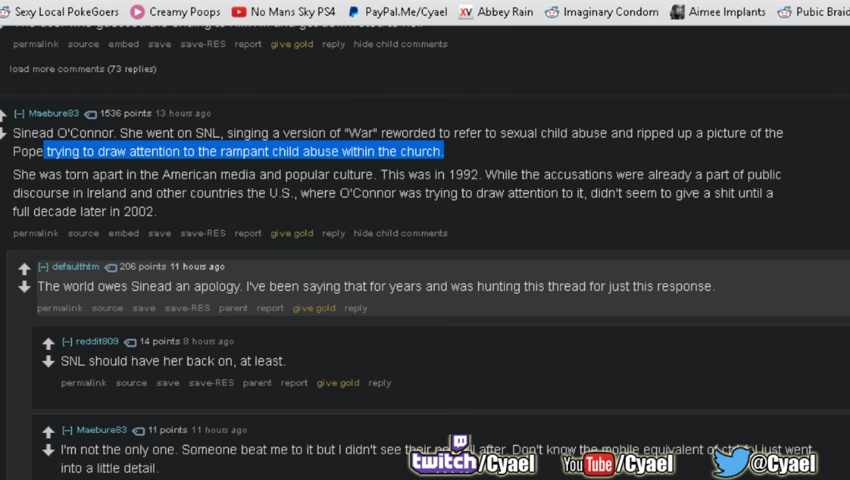 Sexy Local PokeGoers Creamy Poops No Mans Sky PS4 PayPal.Me/Cyael XV Abbey Rain Imaginary Condom Aimee Implants Pubic Braid
permalink source embed save save-RES report give gold reply hide child comments
load more comments (73 replies)
[–] Maebure83 1536 points 13 hours ago
Sinead O'Connor. She went on SNL, singing a version of "War" reworded to refer to sexual child abuse and ripped up a picture of the
Pope trying to draw attention to the rampant child abuse within the church.
She was torn apart in the American media and popular culture. This was in 1992. While the accusations were already a part of public
discourse in Ireland and other countries the U.S., where O'Connor was trying to draw attention to it, didn't seem to give a shit until a
full decade later in 2002.
permalink source embed save save-RES report give gold reply hide child comments
[–] defaulthtm 206 points 11 hours ago
The world owes Sinead an apology. I've been saying that for years and was hunting this thread for just this response.
permalink source save save-RES parent report give gold reply
[–] reddit809 14 points 8 hours ago
SNL should have her back on, at least.
permalink source save save-RES parent report give gold reply
[–] Maebure83 11 points 11 hours ago
I'm not the only one. Someone beat me to it but I didn't see their after. Don't know the mobile equivalent of just went
into a little detail.
twitch/Cyael YouTube/Cyael @Cyael